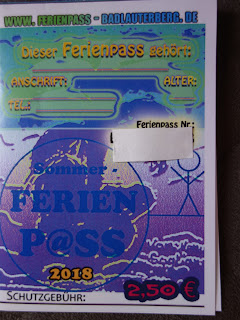 WWW. FERIENPASS - BADLAUTERBERG. DE
Dieser Ferienpass gehört:
ANSCHRIFT: ALTER:
TEL.:
Ferienpass Nr.:
Sommer -
FERIEN
P@SS
2018
SCHUTZGEBÜHR: 2,50 €